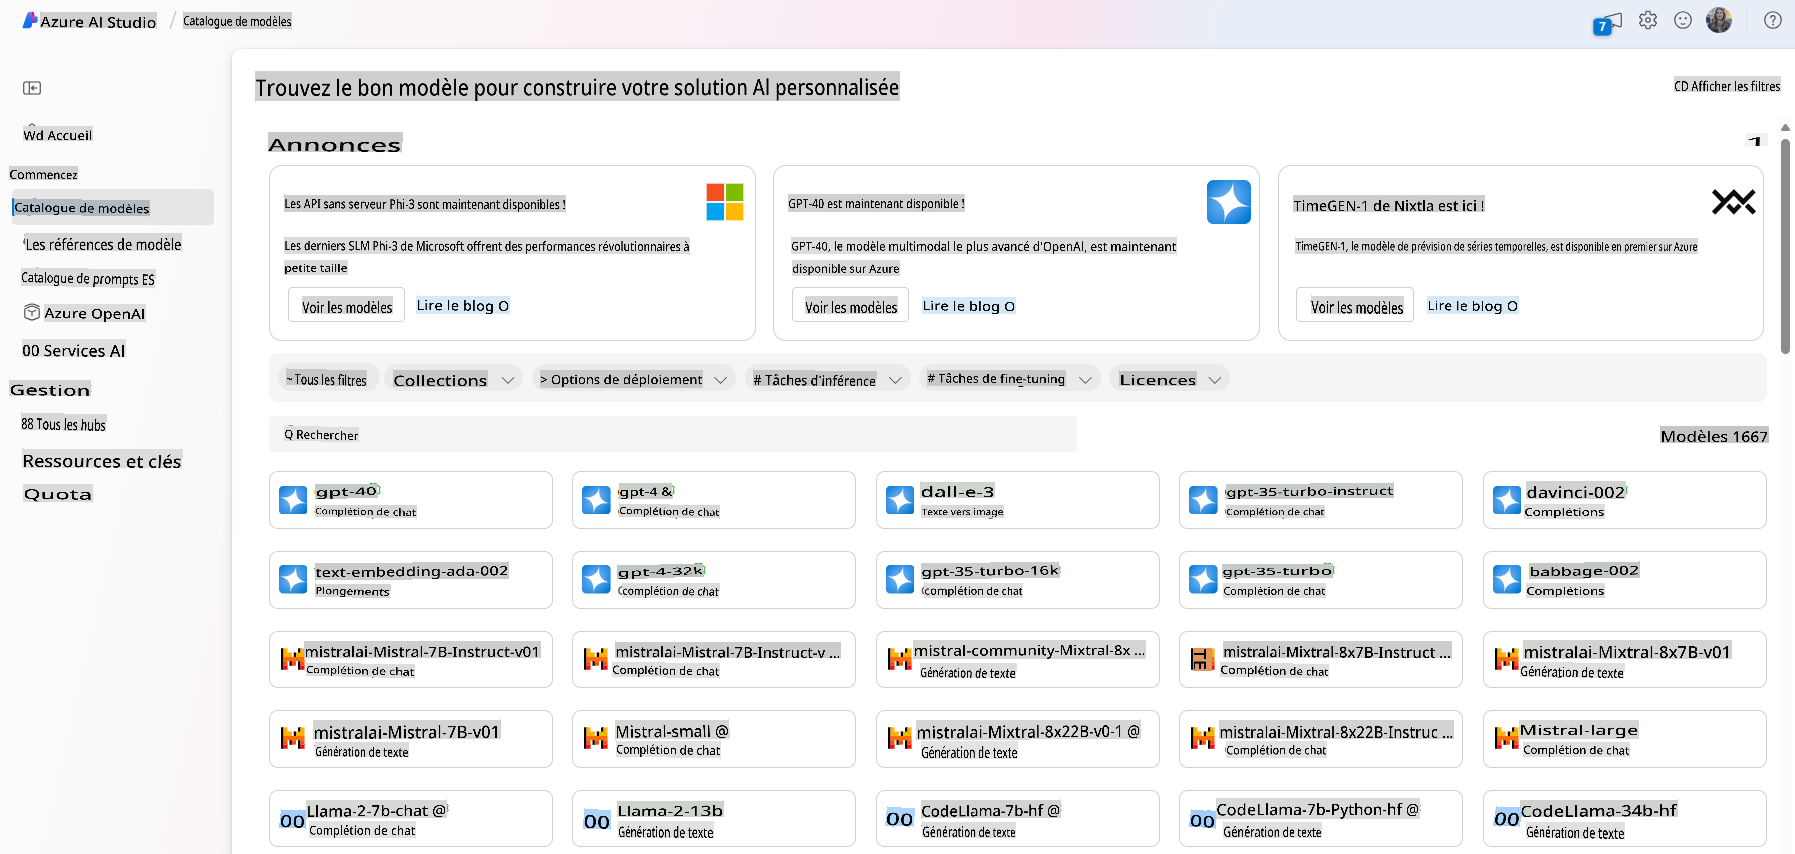 Azure AI Studio / Catalogue de modèles
7
Trouvez le bon modèle pour construire votre solution AI personnalisée
CD Afficher les filtres
Wd Accueil
Commencez
Catalogue de modèles
Les références de modèle
Catalogue de prompts ES
Azure OpenAI
00 Services AI
Gestion
88 Tous les hubs
Ressources et clés
Quota
Annonces
Les API sans serveur Phi-3 sont maintenant disponibles !
Les derniers SLM Phi-3 de Microsoft offrent des performances révolutionnaires à
petite taille
Voir les modèles
Lire le blog O
GPT-40 est maintenant disponible !
GPT-40, le modèle multimodal le plus avancé d'OpenAI, est maintenant
disponible sur Azure
Voir les modèles
Lire le blog O
TimeGEN-1 de Nixtla est ici !
TimeGEN-1, le modèle de prévision de séries temporelles, est disponible en premier sur Azure
Voir les modèles
Lire le blog O
~ Tous les filtres
Collections
> Options de déploiement
# Tâches d'inférence
# Tâches de fine-tuning
Licences
Q Rechercher
Modèles 1667
gpt-40
Complétion de chat
gpt-4 &
Complétion de chat
dall-e-3
Texte vers image
gpt-35-turbo-instruct
Complétion de chat
davinci-002
Complétions
text-embedding-ada-002
Plongements
gpt-4-32k
complétion de chat
gpt-35-turbo-16k
complétion de chat
gpt-35-turbo
Complétion de chat
babbage-002
Complétions
mistralai-Mistral-7B-Instruct-v01
Complétion de chat
mistralai-Mistral-7B-Instruct-v ...
Complétion de chat
mistral-community-Mixtral-8x ...
Génération de texte
mistralai-Mixtral-8x7B-Instruct ...
Complétion de chat
mistralai-Mixtral-8x7B-v01
Génération de texte
mistralai-Mistral-7B-v01
Génération de texte
Mistral-small @
Complétion de chat
mistralai-Mixtral-8x22B-v0-1 @
Génération de texte
mistralai-Mixtral-8x22B-Instruc ...
Complétion de chat
Mistral-large
Complétion de chat
00 Llama-2-7b-chat @
Complétion de chat
00 Llama-2-13b
Génération de texte
00 CodeLlama-7b-hf @
Génération de texte
00 CodeLlama-7b-Python-hf @
Génération de texte
00 CodeLlama-34b-hf
Génération de texte